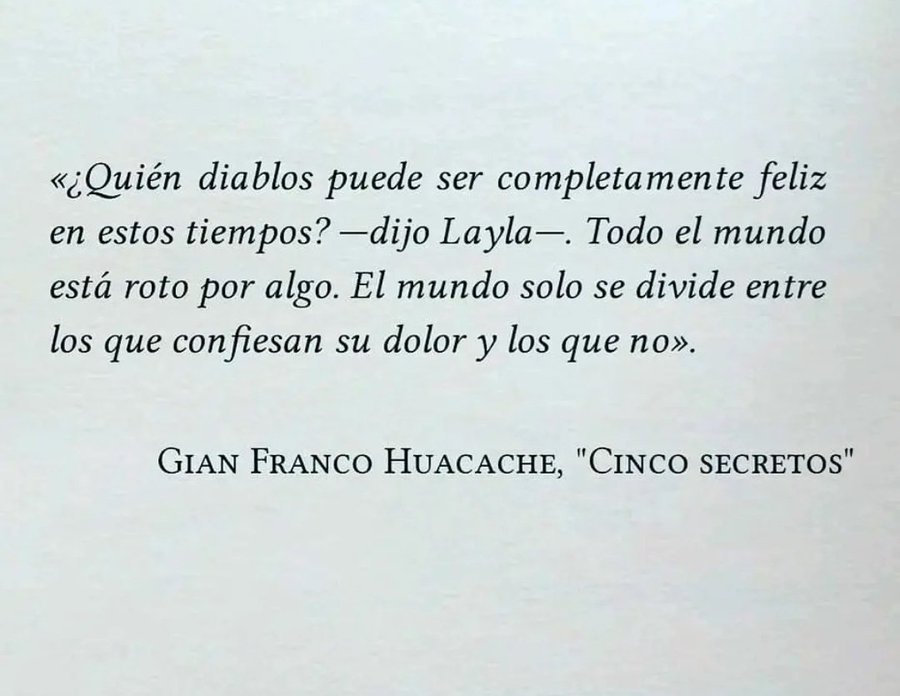 «¿Quién diablos puede ser completamente feliz
en estos tiempos? —dijo Layla—. Todo el mundo
está roto por algo. El mundo solo se divide entre
los que confiesan su dolor y los que no».
Gian Franco Huacache, "Cinco secretos"